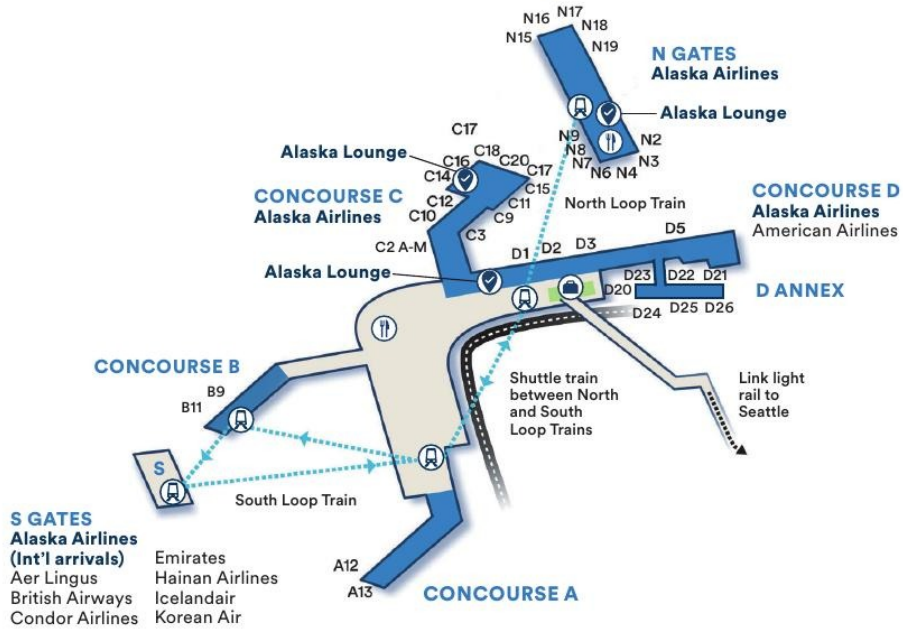 N16
N17
N18
N15
N19
N GATES
Alaska Airlines
Alaska Lounge
N9
N8
N7
N2
N3
N6
N4
C17
Alaska Lounge
C16
C18
C20
C17
C14
C15
C12
C11
C10
C9
C3
C2 A-M
CONCOURSE C
Alaska Airlines
North Loop Train
CONCOURSE D
Alaska Airlines
American Airlines
D1
D2
D3
D5
Alaska Lounge
D23
D22
D21
D20
D ANNEX
D24
D25
D26
CONCOURSE B
B9
B11
Shuttle train
between North
and South
Loop Trains
Link light
rail to
Seattle
S
South Loop Train
S GATES
Alaska Airlines
(Int'l arrivals)
Aer Lingus
British Airways
Condor Airlines
Emirates
Hainan Airlines
Icelandair
Korean Air
A12
A13
CONCOURSE A